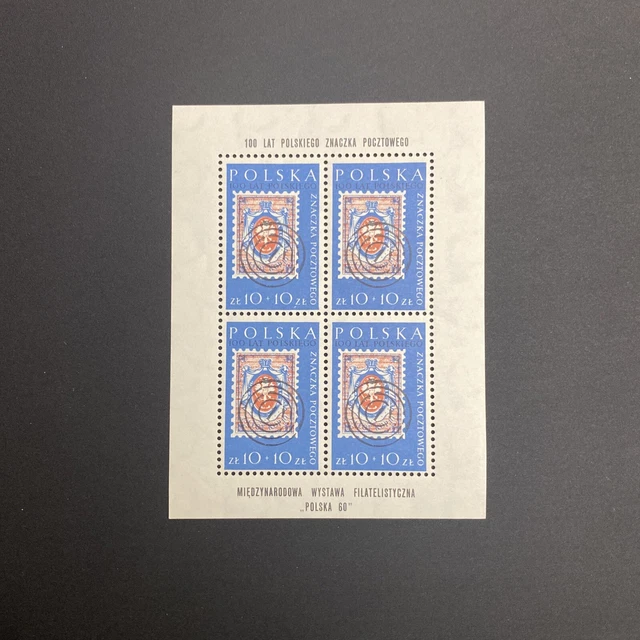 100 LAT POLSKIEGO ZNACZKA POCZTOWEGO
POLSKA
100 LAT POLSKIEGO
ZNACZKA POCZTOWEGO
ZŁ 10 + 10 ZŁ
POLSKA
100 LAT POLSKIEGO
ZNACZKA POCZTOWEGO
ZŁ 10 + 10 ZŁ
POLSKA
100 LAT POLSKIEGO
ZNACZKA POCZTOWEGO
ZŁ 10 + 10 ZŁ
POLSKA
100 LAT POLSKIEGO
ZNACZKA POCZTOWEGO
ZŁ 10 + 10 ZŁ
MIĘDZYNARODOWA WYSTAWA FILATELISTYCZNA
„POLSKA 60"